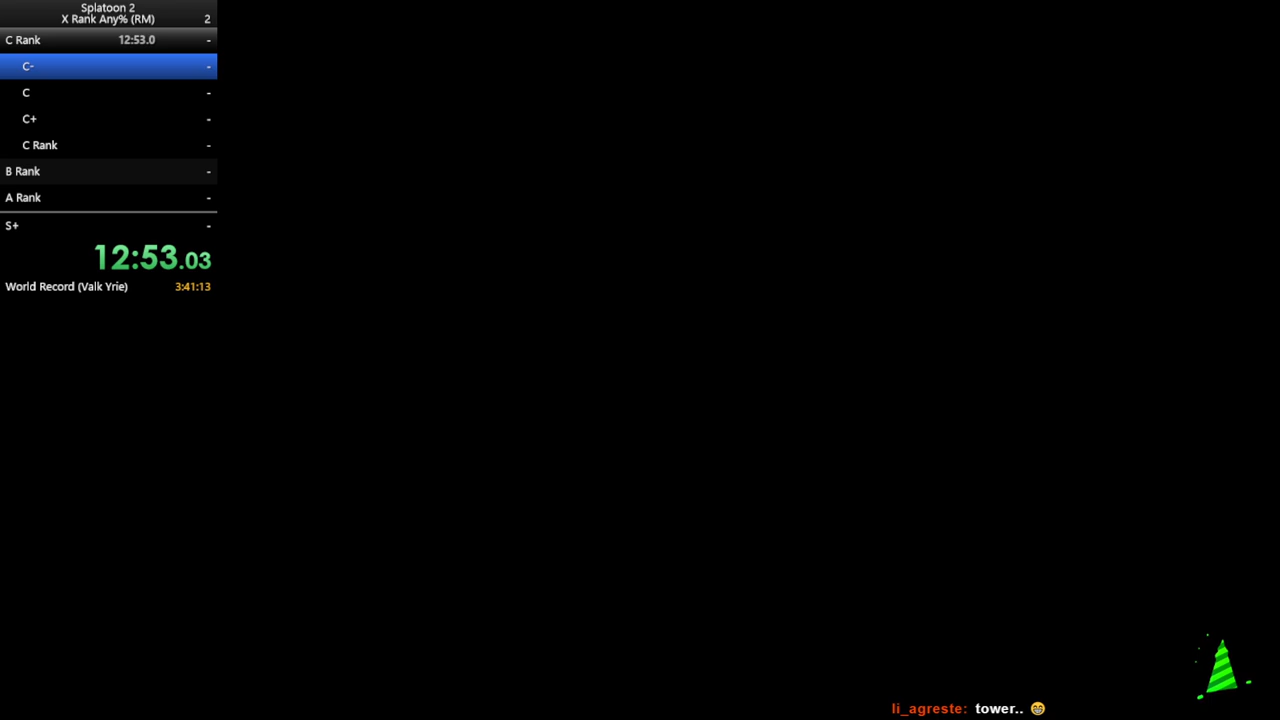 Splatoon 2
X Rank Any% (RM) 2
C Rank 12:53.0 -
C- -
C -
C+ -
C Rank -
B Rank -
A Rank -
S+ -
12:53.03
World Record (Valk Yrie) 3:41:13
li_agreste: tower.. 😁